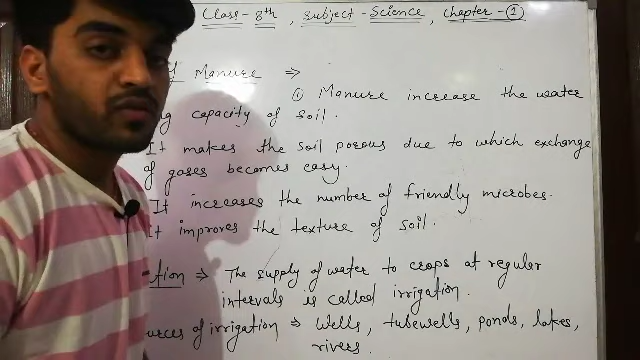 Class-8th, Subject-Science, Chapter-①
Manure ⇒
① Manure increase the water
capacity of soil.
It makes the soil porous due to which exchange
of gases becomes easy.
It increases the number of friendly microbes.
It improves the texture of soil.
⇒ The supply of water to crops at regular
intervals is called irrigation.
of irrigation ⇒ Wells, tubewells, ponds, lakes,
rivers.